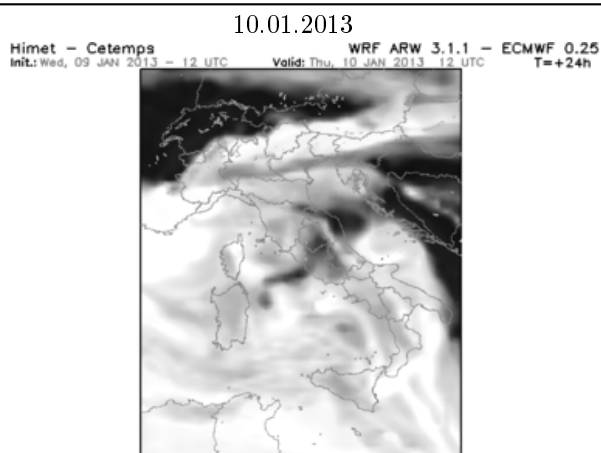 10.01.2013
Himet – Cetemps WRF ARW 3.1.1 – ECMWF 0.25
Init.: Wed, 09 JAN 2013 – 12 UTC Valid: Thu, 10 JAN 2013 12 UTC T=+24h